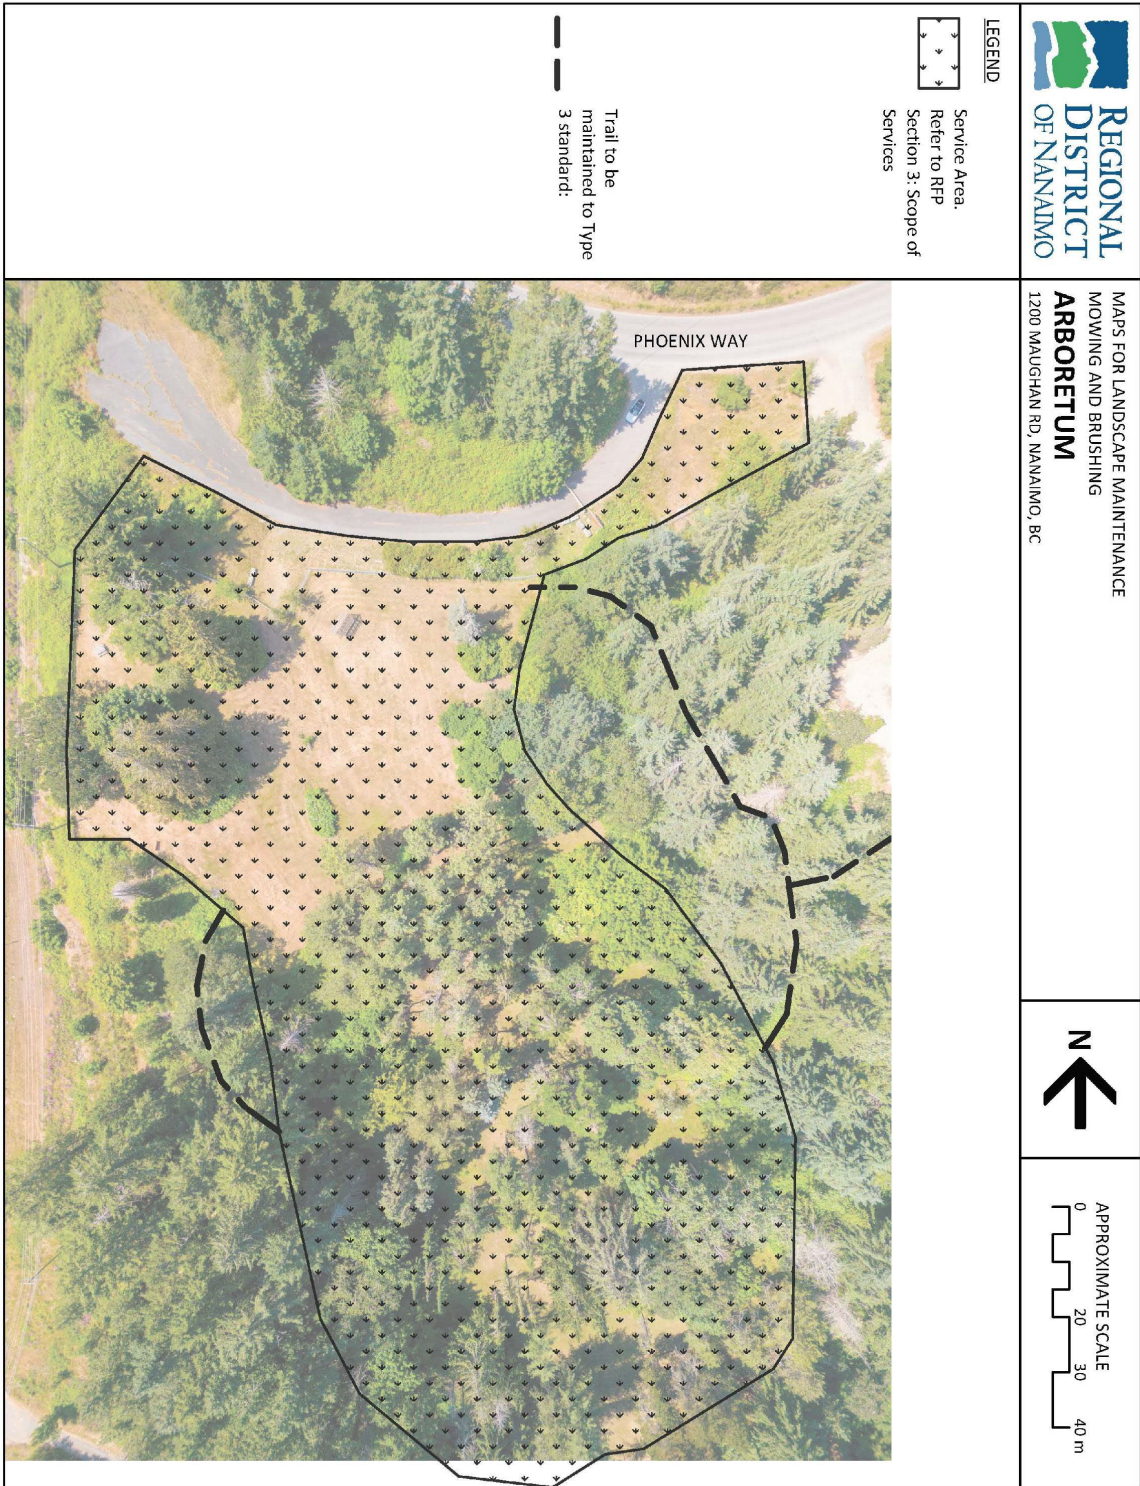 REGIONAL
DISTRICT
OF NANAIMO
MAPS FOR LANDSCAPE MAINTENANCE
MOWING AND BRUSHING
ARBORETUM
1200 MAUGHAN RD, NANAIMO, BC
N
APPROXIMATE SCALE
0 20 30 40 m
LEGEND
Service Area.
Refer to RFP
Section 3: Scope of
Services
Trail to be
maintained to Type
3 standard:
PHOENIX WAY